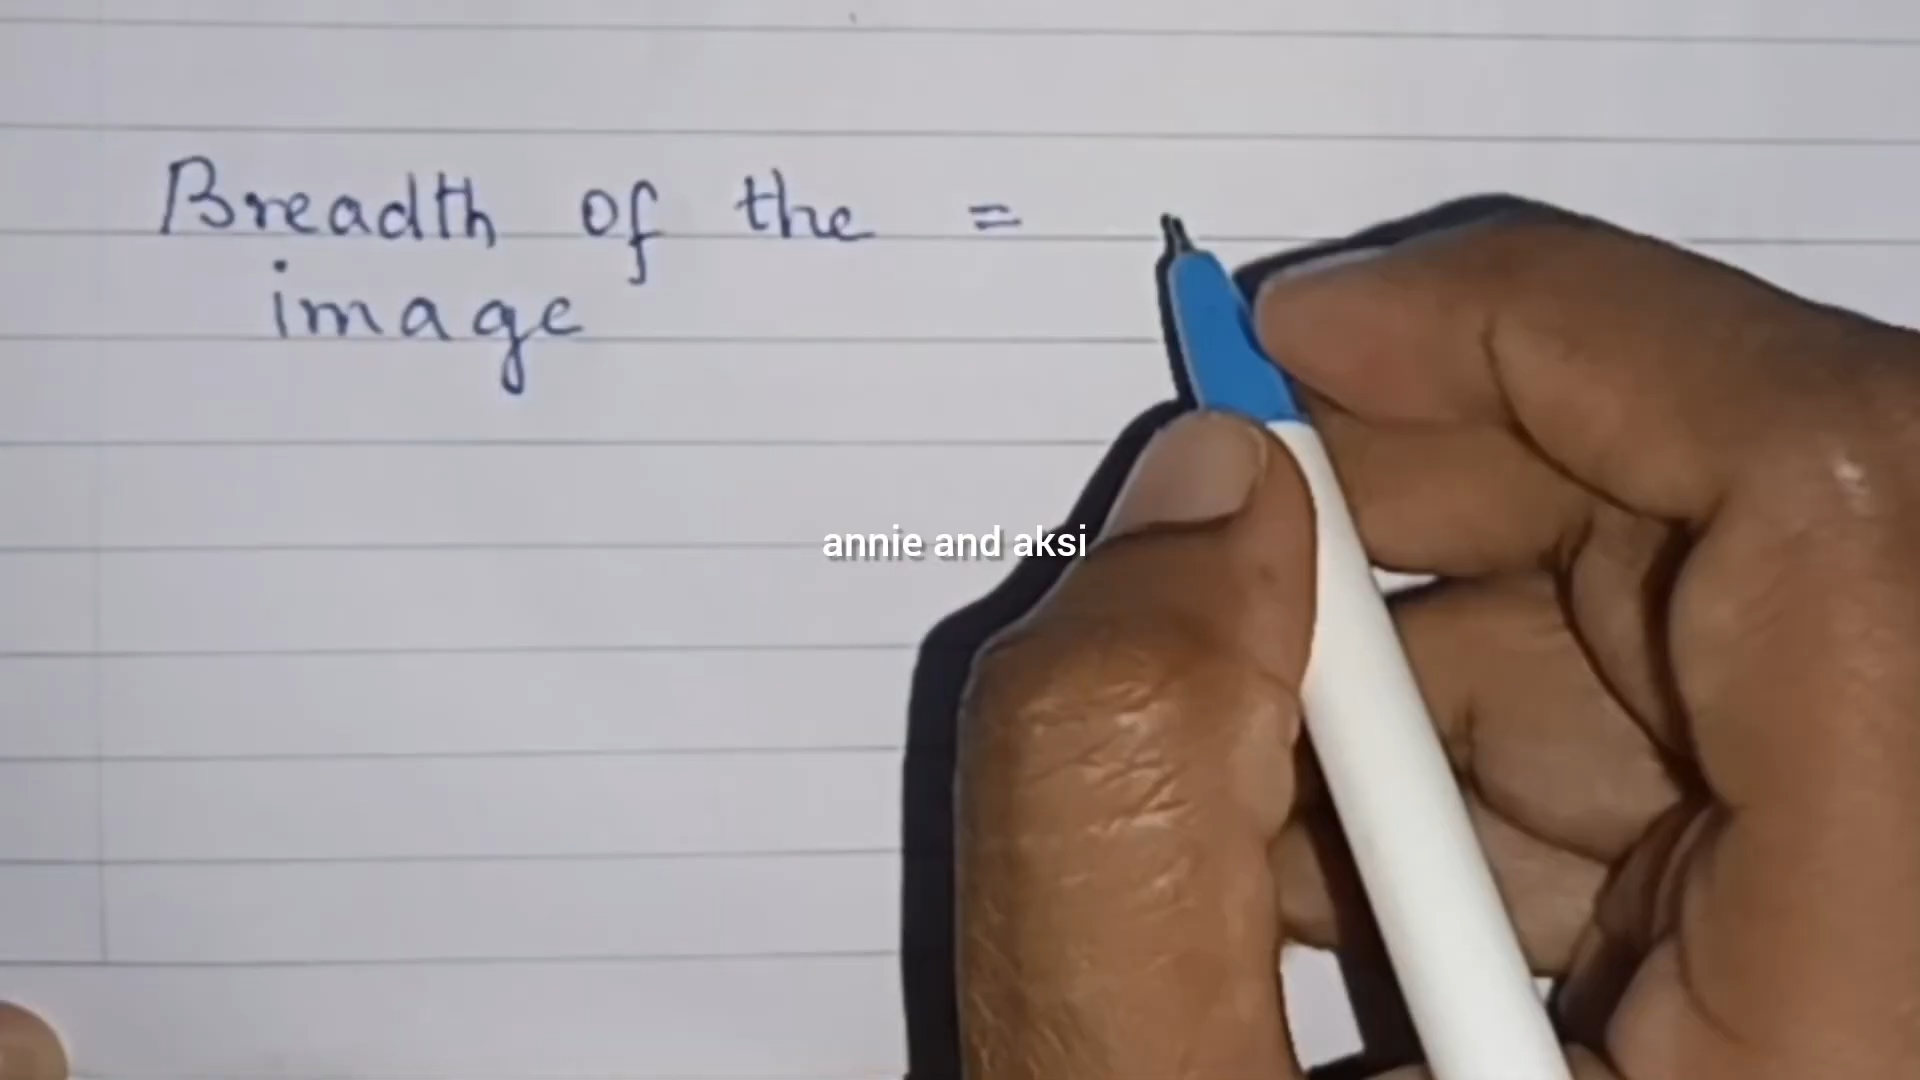 Breadth of the =
image
annie and aksi